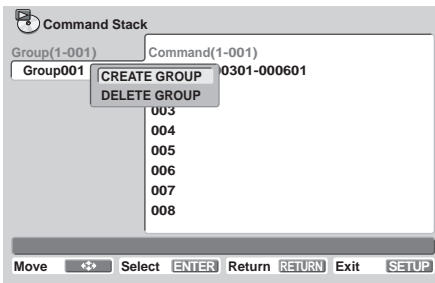 Command Stack
Group(1-001) Command(1-001)
Group001 00301-000601
CREATE GROUP
DELETE GROUP
003
004
005
006
007
008
Move Select ENTER Return RETURN Exit SETUP